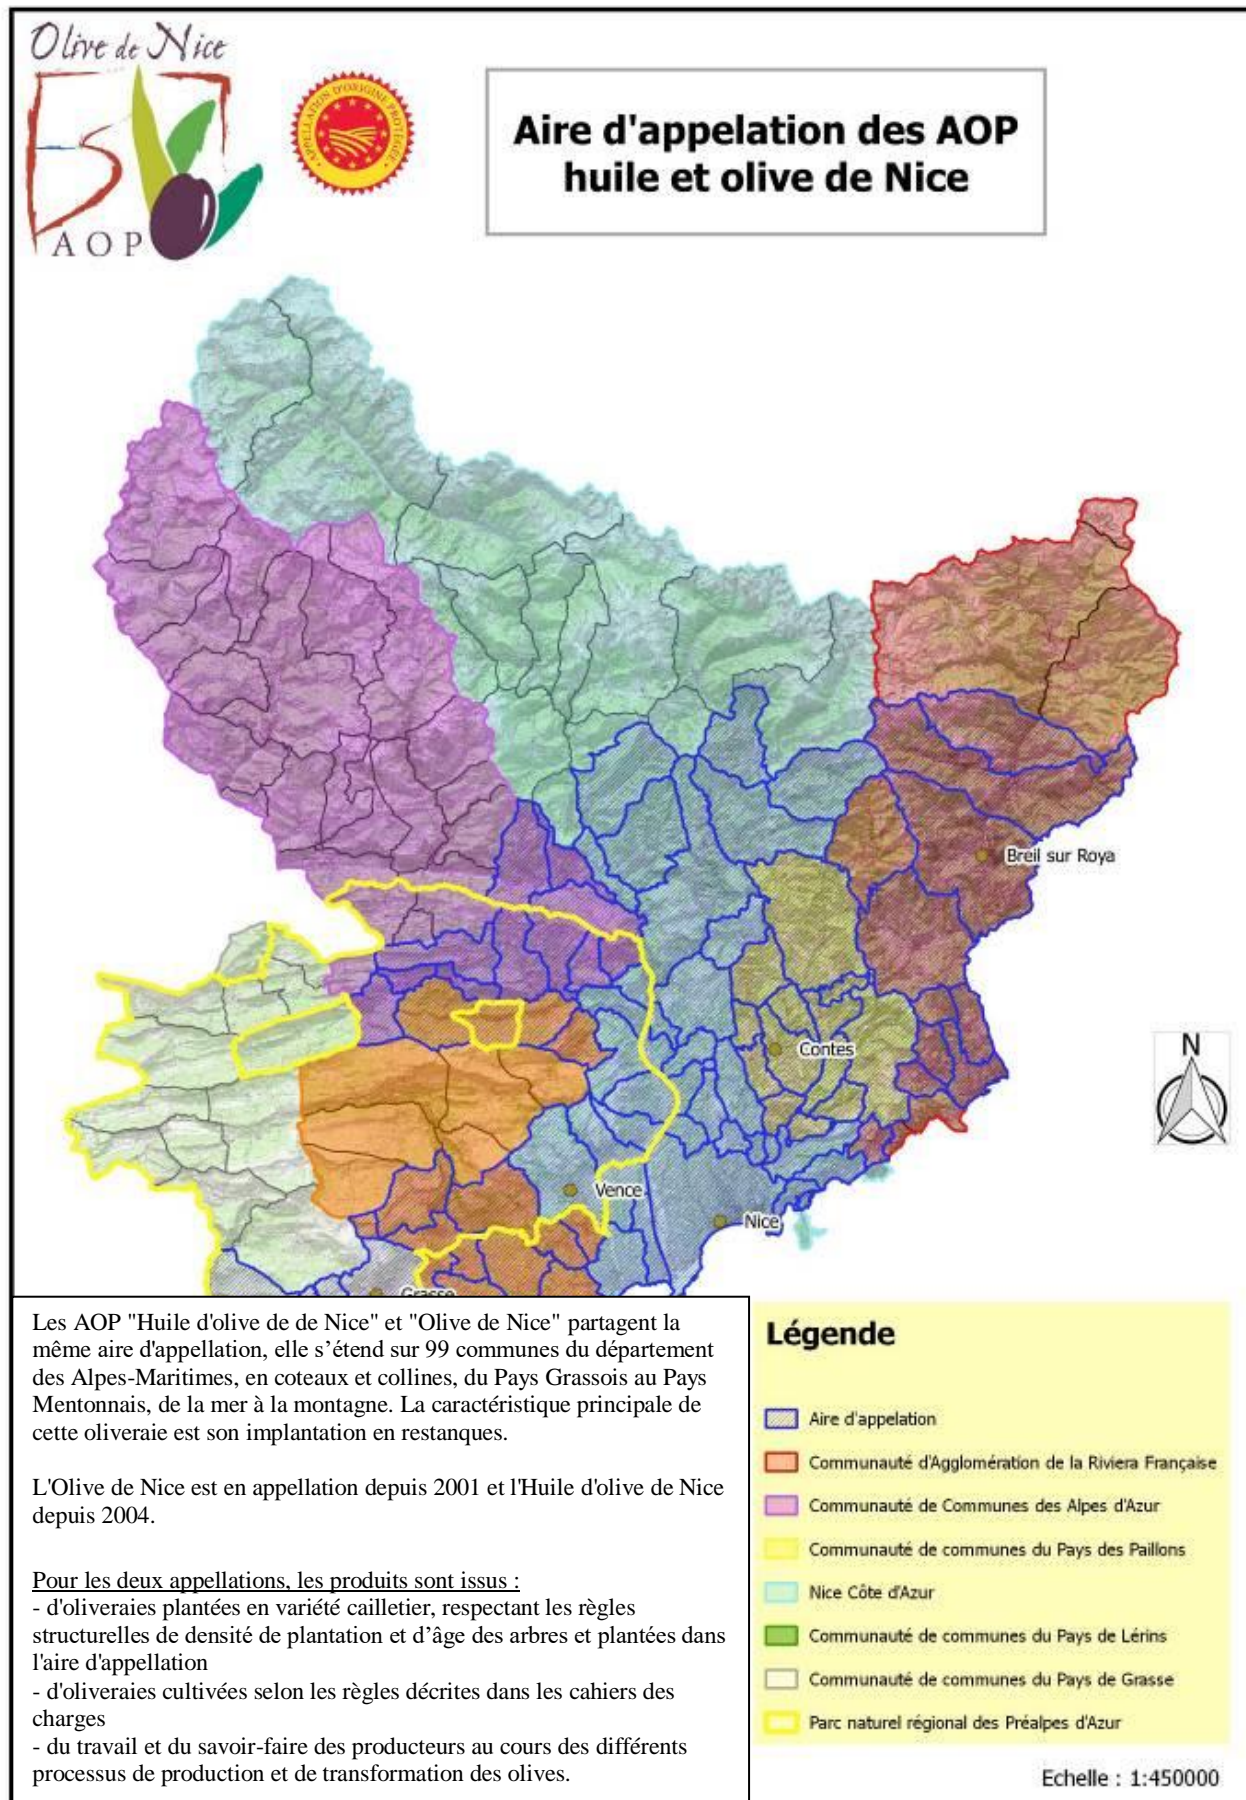 Olive de Nice
AOP
APPELLATION D'ORIGINE PROTÉGÉE
Aire d'appelation des AOP
huile et olive de Nice
Breil sur Roya
Contes
N
Vence
Nice
Grasse
Les AOP "Huile d'olive de de Nice" et "Olive de Nice" partagent la
même aire d'appellation, elle s’étend sur 99 communes du département
des Alpes-Maritimes, en coteaux et collines, du Pays Grassois au Pays
Mentonnais, de la mer à la montagne. La caractéristique principale de
cette oliveraie est son implantation en restanques.
L'Olive de Nice est en appellation depuis 2001 et l'Huile d'olive de Nice
depuis 2004.
Pour les deux appellations, les produits sont issus :
- d'oliveraies plantées en variété cailletier, respectant les règles
structurelles de densité de plantation et d’âge des arbres et plantées dans
l'aire d'appellation
- d'oliveraies cultivées selon les règles décrites dans les cahiers des
charges
- du travail et du savoir-faire des producteurs au cours des différents
processus de production et de transformation des olives.
Légende
Aire d'appelation
Communauté d'Agglomération de la Riviera Française
Communauté de Communes des Alpes d'Azur
Communauté de communes du Pays des Paillons
Nice Côte d'Azur
Communauté de communes du Pays de Lérins
Communauté de communes du Pays de Grasse
Parc naturel régional des Préalpes d'Azur
Echelle : 1:450000